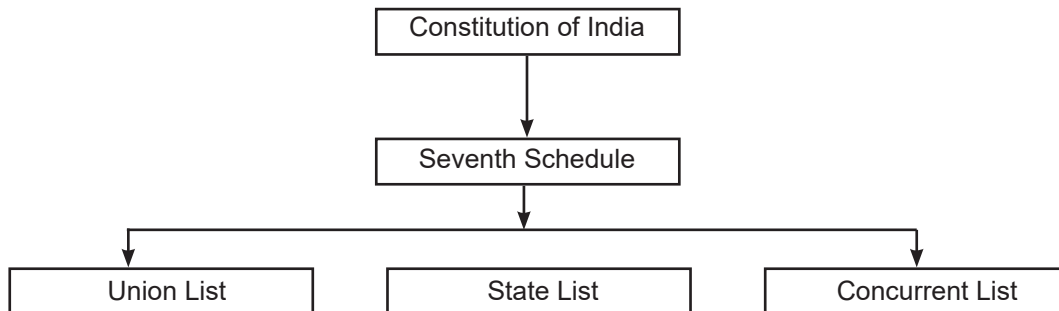 Constitution of India
Seventh Schedule
Union List
State List
Concurrent List